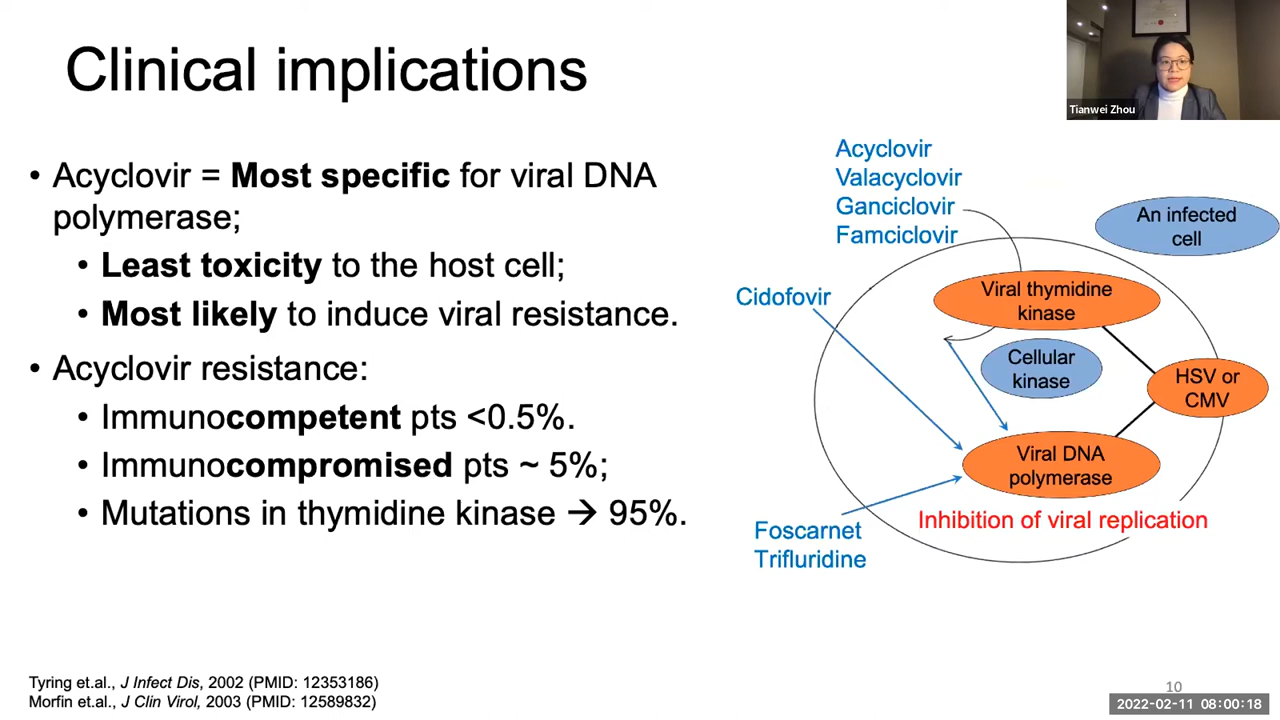 Clinical implications
Tianwei Zhou
• Acyclovir = Most specific for viral DNA
polymerase;
• Least toxicity to the host cell;
• Most likely to induce viral resistance.
• Acyclovir resistance:
• Immunocompetent pts <0.5%.
• Immunocompromised pts ~ 5%;
• Mutations in thymidine kinase → 95%.
Acyclovir
Valacyclovir
Ganciclovir
Famciclovir
An infected
cell
Cidofovir
Viral thymidine
kinase
Cellular
kinase
HSV or
CMV
Viral DNA
polymerase
Inhibition of viral replication
Foscarnet
Trifluridine
Tyring et.al., J Infect Dis, 2002 (PMID: 12353186)
Morfin et.al., J Clin Virol, 2003 (PMID: 12589832)
10
2022-02-11 08:00:18